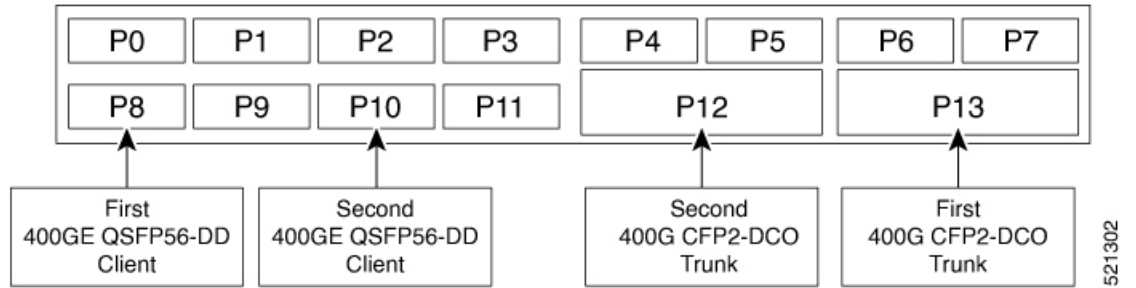 P0 P1 P2 P3 P4 P5 P6 P7
P8 P9 P10 P11 P12 P13
First
400GE QSFP56-DD
Client
Second
400GE QSFP56-DD
Client
Second
400G CFP2-DCO
Trunk
First
400G CFP2-DCO
Trunk
521302